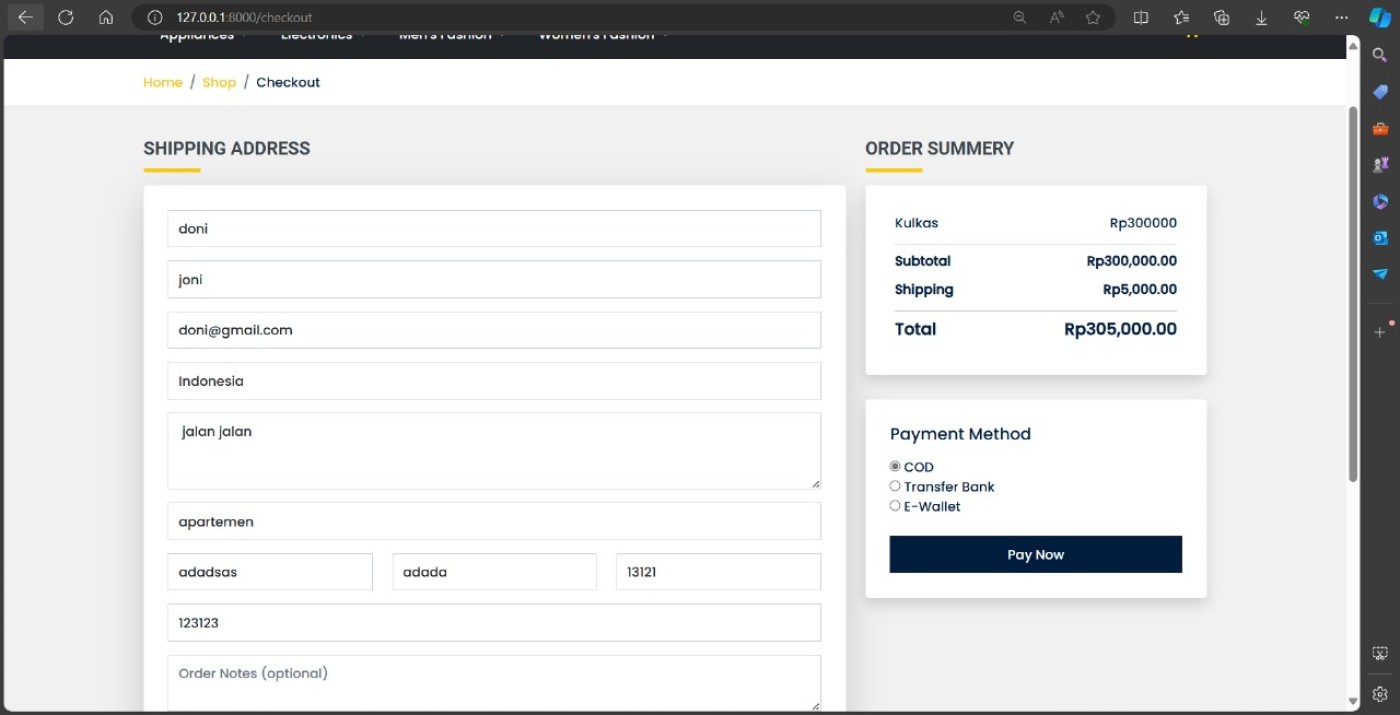 127.0.0.1:8000/checkout
Appliances Electronics Men's Fashion Women's Fashion
Home / Shop / Checkout
SHIPPING ADDRESS
doni
joni
doni@gmail.com
Indonesia
jalan jalan
apartemen
adadsas adada 13121
123123
Order Notes (optional)
ORDER SUMMERY
Kulkas Rp300000
Subtotal Rp300,000.00
Shipping Rp5,000.00
Total Rp305,000.00
Payment Method
COD
Transfer Bank
E-Wallet
Pay Now